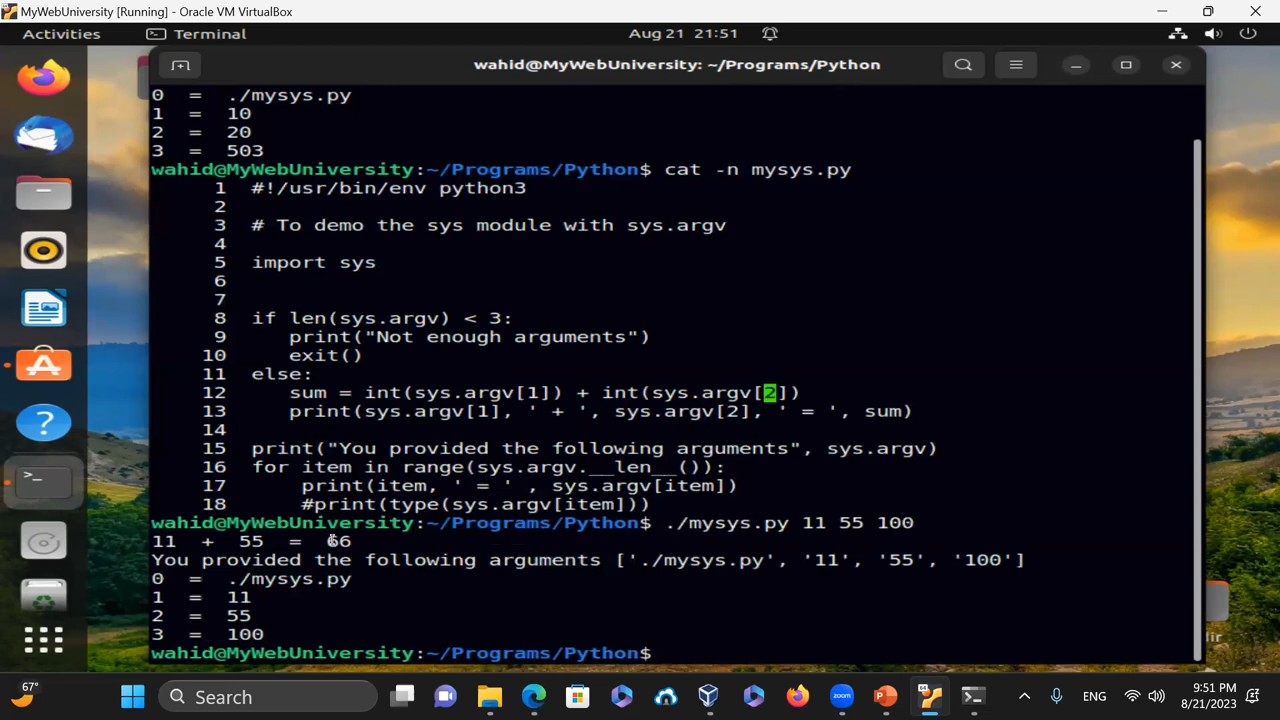 MyWebUniversity [Running] - Oracle VM VirtualBox
Activities Terminal Aug 21 21:51
wahid@MyWebUniversity: ~/Programs/Python
0  =  ./mysys.py
1  =  10
2  =  20
3  =  503
wahid@MyWebUniversity:~/Programs/Python$ cat -n mysys.py
1 #!/usr/bin/env python3
2
3 # To demo the sys module with sys.argv
4
5 import sys
6
7
8 if len(sys.argv) < 3:
9    print("Not enough arguments")
10    exit()
11 else:
12    sum = int(sys.argv[1]) + int(sys.argv[2])
13    print(sys.argv[1], ' + ', sys.argv[2], ' = ', sum)
14
15 print("You provided the following arguments", sys.argv)
16 for item in range(sys.argv.__len__()):
17     print(item, ' = ' , sys.argv[item])
18     #print(type(sys.argv[item]))
wahid@MyWebUniversity:~/Programs/Python$ ./mysys.py 11 55 100
11  +  55  =  66
You provided the following arguments ['./mysys.py', '11', '55', '100']
0  =  ./mysys.py
1  =  11
2  =  55
3  =  100
wahid@MyWebUniversity:~/Programs/Python$
67°
Search
ENG
9:51 PM
8/21/2023